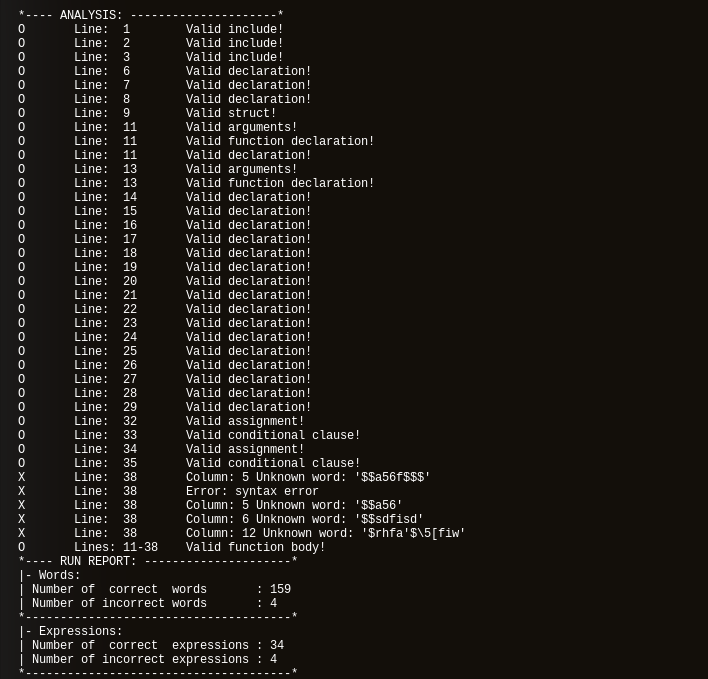 *---- ANALYSIS: ---------------------*
O       Line:  1        Valid include!
O       Line:  2        Valid include!
O       Line:  3        Valid include!
O       Line:  6        Valid declaration!
O       Line:  7        Valid declaration!
O       Line:  8        Valid declaration!
O       Line:  9        Valid struct!
O       Line:  11       Valid arguments!
O       Line:  11       Valid function declaration!
O       Line:  11       Valid declaration!
O       Line:  13       Valid arguments!
O       Line:  13       Valid function declaration!
O       Line:  14       Valid declaration!
O       Line:  15       Valid declaration!
O       Line:  16       Valid declaration!
O       Line:  17       Valid declaration!
O       Line:  18       Valid declaration!
O       Line:  19       Valid declaration!
O       Line:  20       Valid declaration!
O       Line:  21       Valid declaration!
O       Line:  22       Valid declaration!
O       Line:  23       Valid declaration!
O       Line:  24       Valid declaration!
O       Line:  25       Valid declaration!
O       Line:  26       Valid declaration!
O       Line:  27       Valid declaration!
O       Line:  28       Valid declaration!
O       Line:  29       Valid declaration!
O       Line:  32       Valid assignment!
O       Line:  33       Valid conditional clause!
O       Line:  34       Valid assignment!
O       Line:  35       Valid conditional clause!
X       Line:  38       Column: 5 Unknown word: '$$a56f$$$'
X       Line:  38       Error: syntax error
X       Line:  38       Column: 5 Unknown word: '$$a56'
X       Line:  38       Column: 6 Unknown word: '$$sdfisd'
X       Line:  38       Column: 12 Unknown word: '$rhfa'$\5[fiw'
O       Lines: 11-38    Valid function body!
*---- RUN REPORT: ---------------------*
|- Words:
| Number of  correct  words       : 159
| Number of incorrect words       : 4
*--------------------------------------*
|- Expressions:
| Number of  correct  expressions : 34
| Number of incorrect expressions : 4
*--------------------------------------*